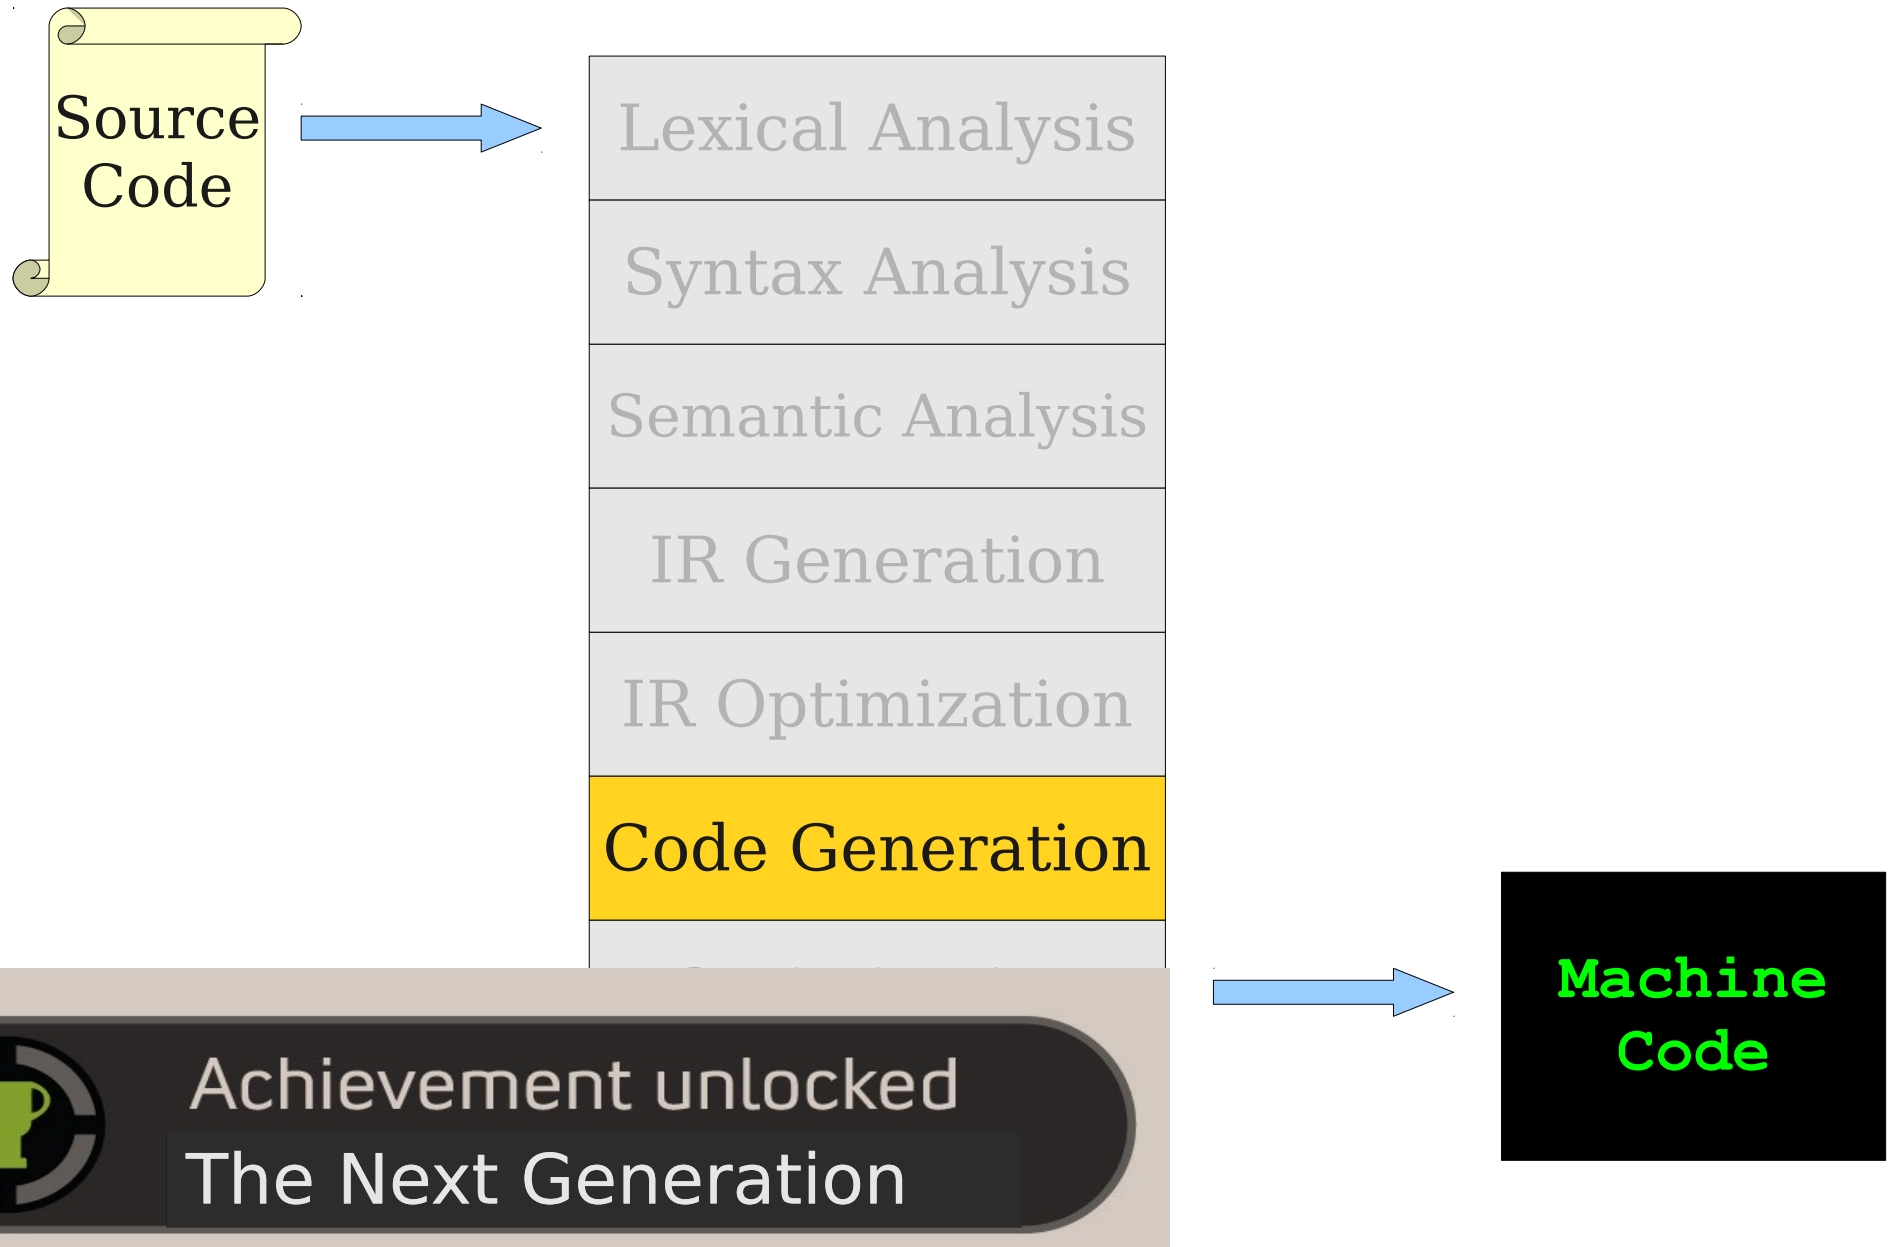 Source
Code
Lexical Analysis
Syntax Analysis
Semantic Analysis
IR Generation
IR Optimization
Code Generation
Machine
Code
Achievement unlocked
The Next Generation